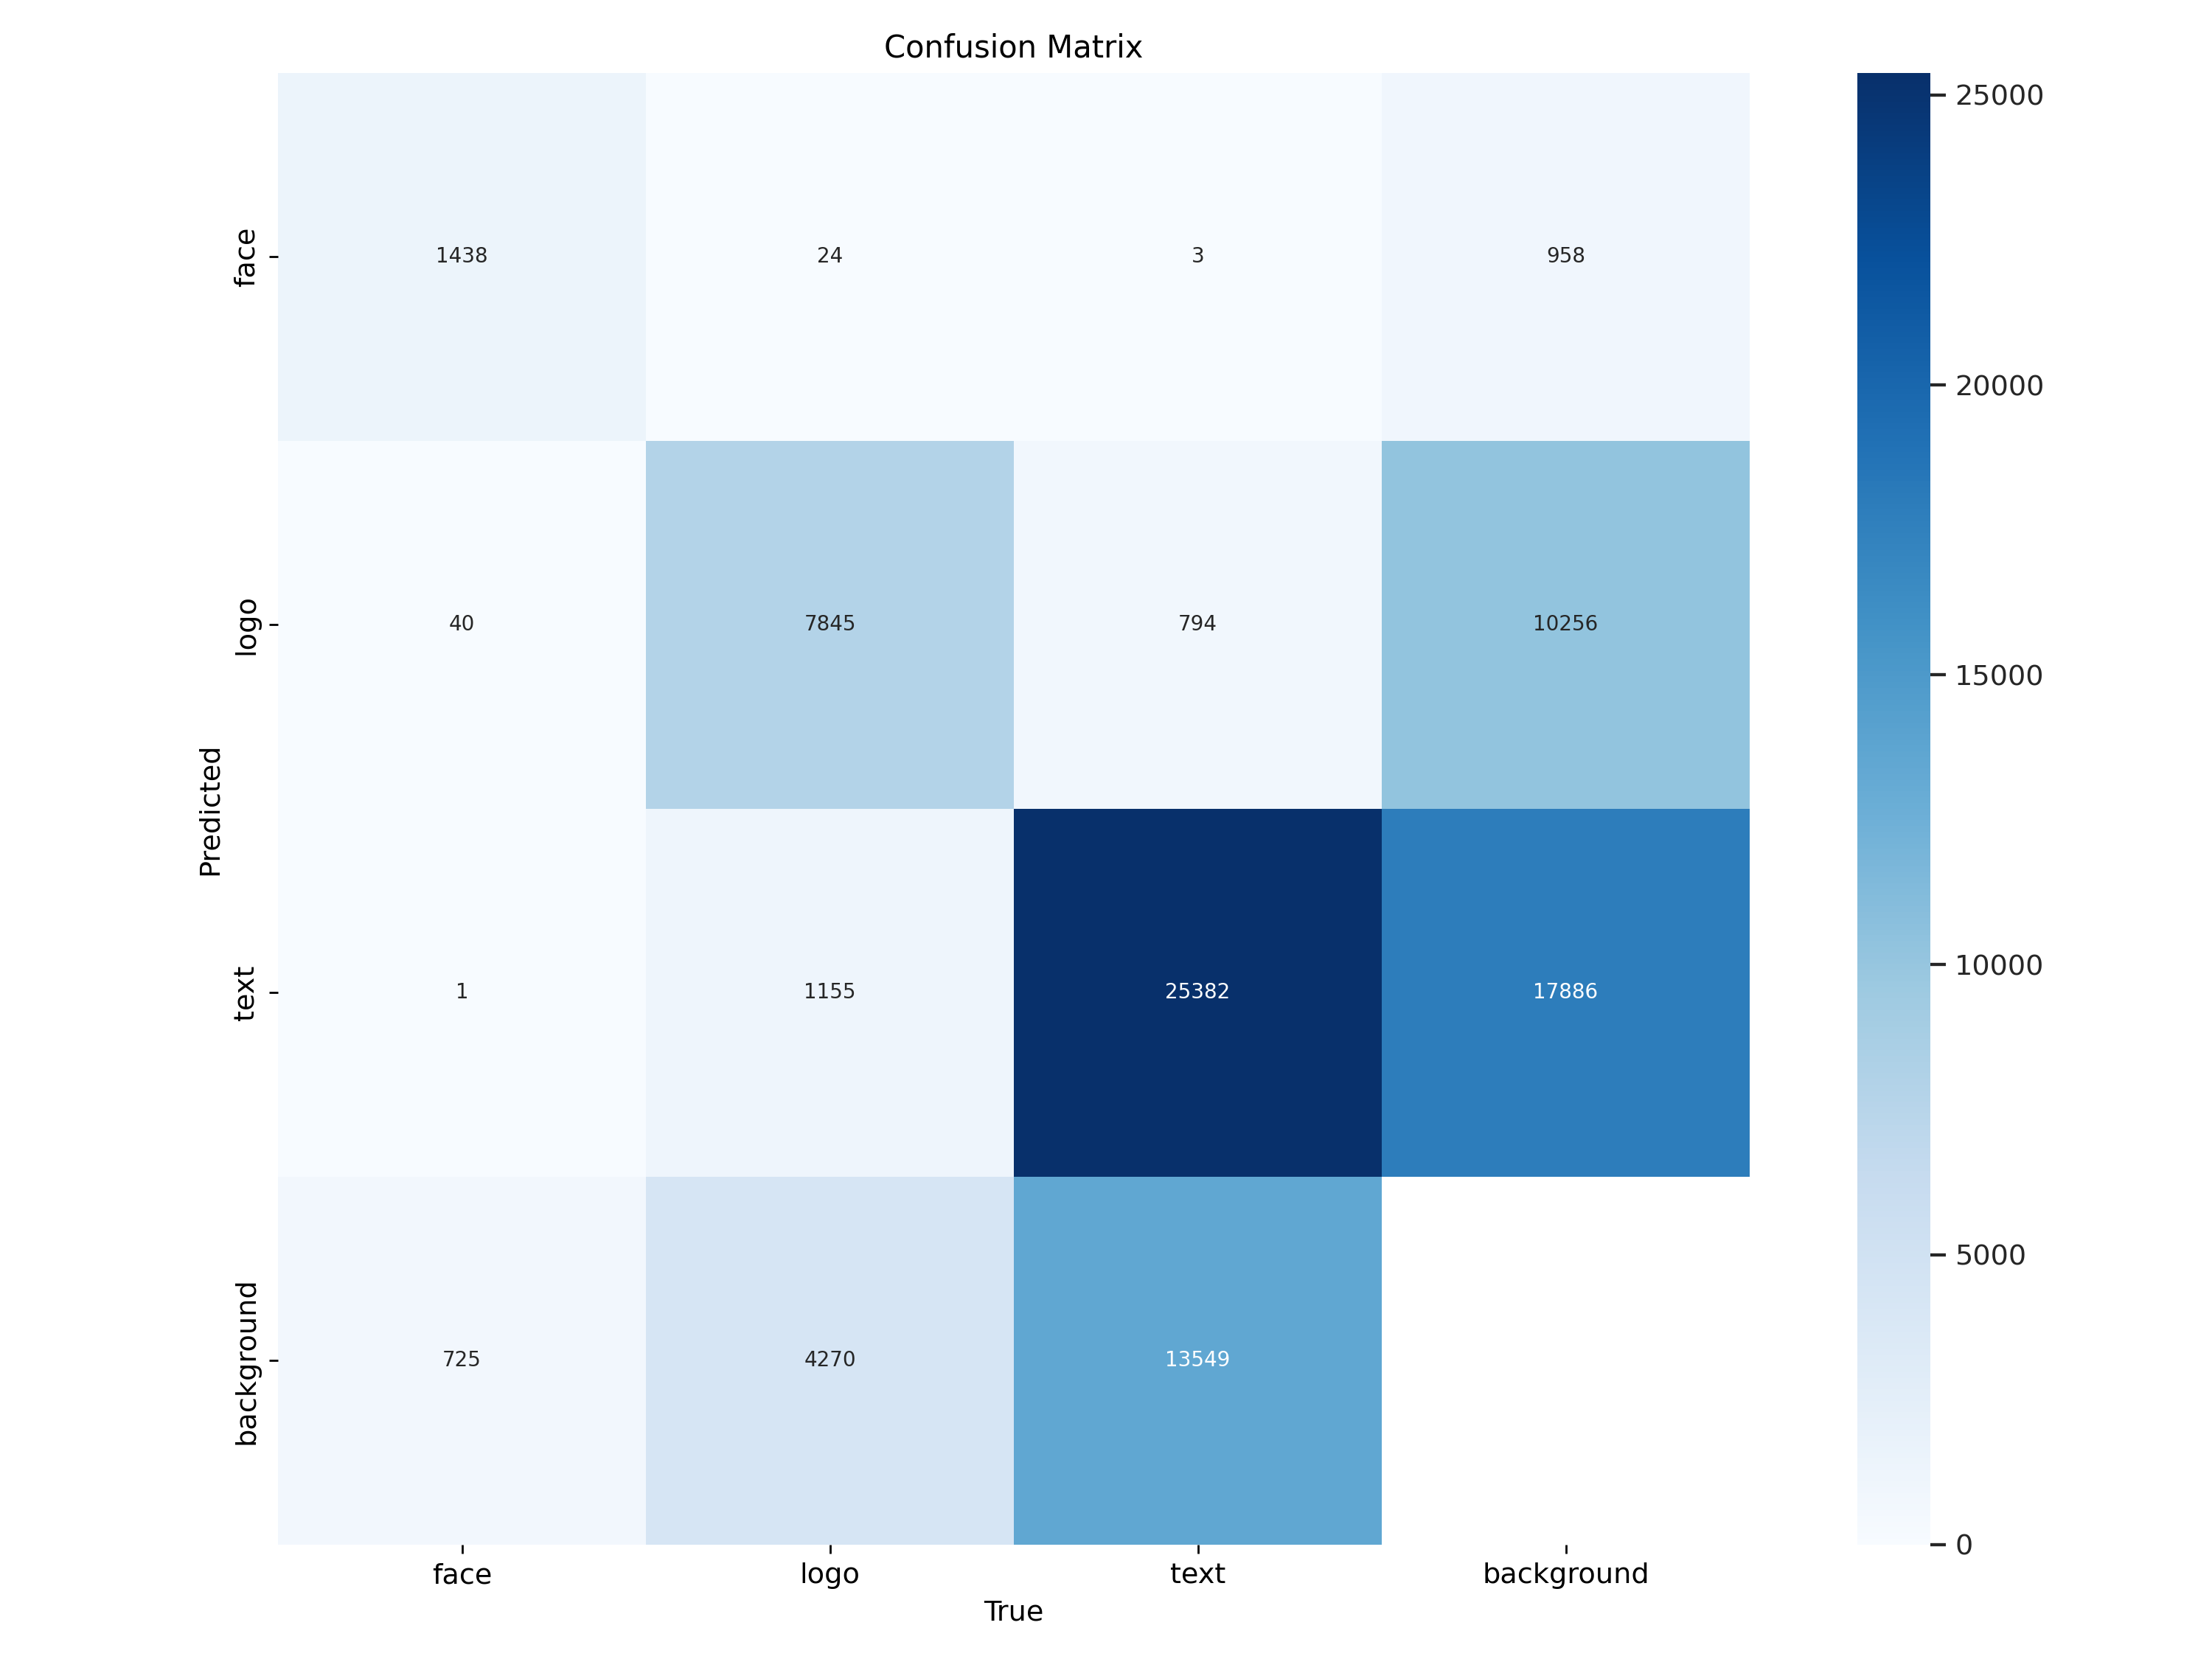 Confusion Matrix
face
1438 24 3 958
logo
40 7845 794 10256
text
1 1155 25382 17886
background
725 4270 13549
Predicted
face logo text background
True
25000
20000
15000
10000
5000
0